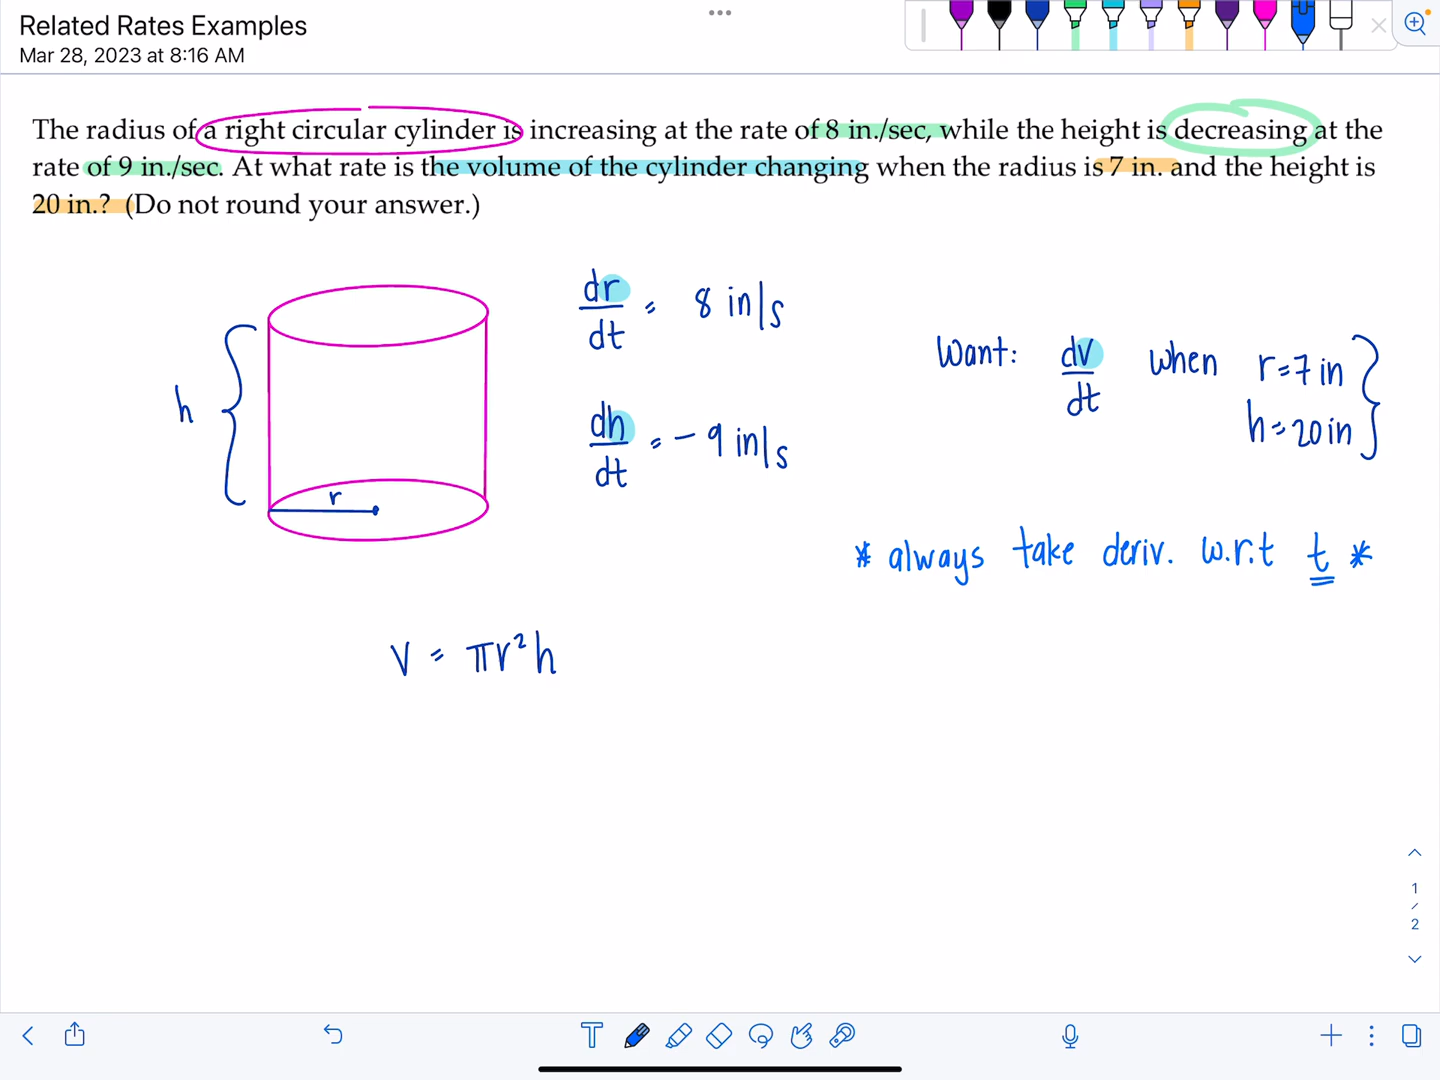 Related Rates Examples
Mar 28, 2023 at 8:16 AM
The radius of a right circular cylinder is increasing at the rate of 8 in./sec, while the height is decreasing at the
rate of 9 in./sec. At what rate is the volume of the cylinder changing when the radius is 7 in. and the height is
20 in.? (Do not round your answer.)
h
r
dr/dt = 8 in/s
dh/dt = -9 in/s
Want: dV/dt when r=7 in
h=20 in
* always take deriv. w.r.t t *
V = πr²h
1
/
2
T